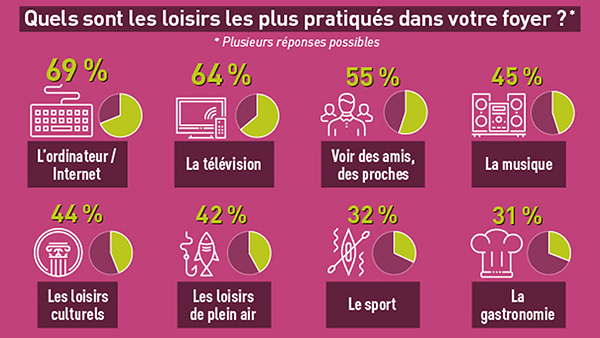 Quels sont les loisirs les plus pratiqués dans votre foyer ?*
* Plusieurs réponses possibles
69 %
64 %
55 %
45 %
L'ordinateur /
Internet
La télévision
Voir des amis,
des proches
La musique
44 %
42 %
32 %
31 %
Les loisirs
culturels
Les loisirs
de plein air
Le sport
La
gastronomie